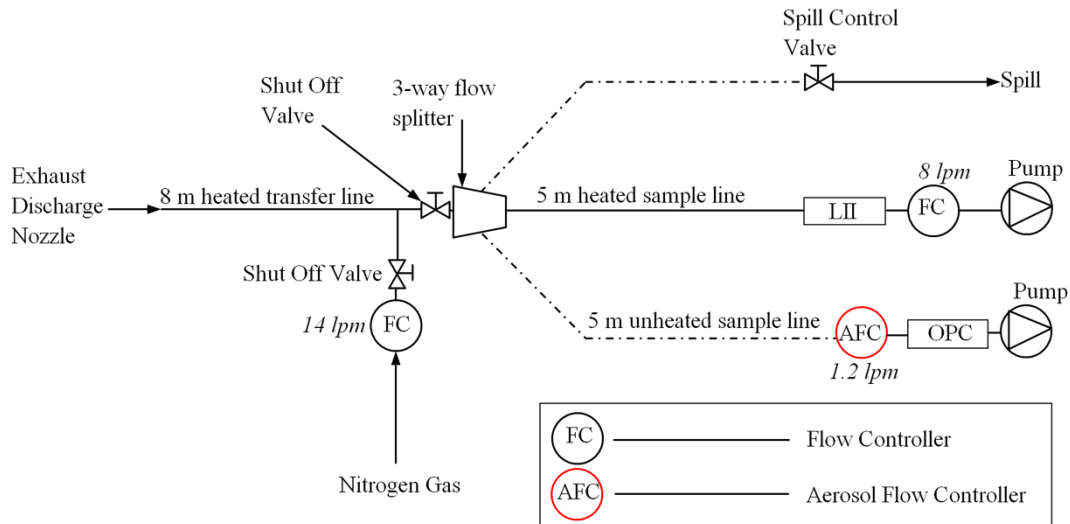 Spill Control
Valve
Spill
Shut Off
Valve
3-way flow
splitter
Exhaust
Discharge
Nozzle
8 m heated transfer line
5 m heated sample line
LII
8 lpm
FC
Pump
Shut Off Valve
14 lpm
FC
5 m unheated sample line
AFC
1.2 lpm
OPC
Pump
Nitrogen Gas
FC
Flow Controller
AFC
Aerosol Flow Controller